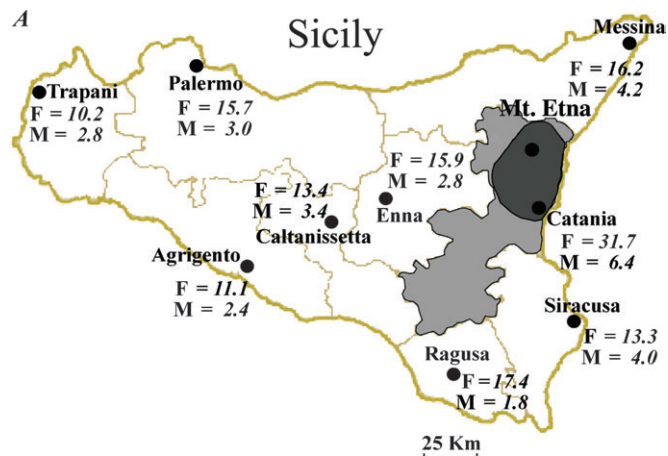 A
Sicily
Messina
F = 16.2
M = 4.2
Palermo
F = 15.7
M = 3.0
Trapani
F = 10.2
M = 2.8
Mt. Etna
F = 15.9
M = 2.8
Enna
F = 13.4
M = 3.4
Caltanissetta
Catania
F = 31.7
M = 6.4
Agrigento
F = 11.1
M = 2.4
Siracusa
F = 13.3
M = 4.0
Ragusa
F = 17.4
M = 1.8
25 Km